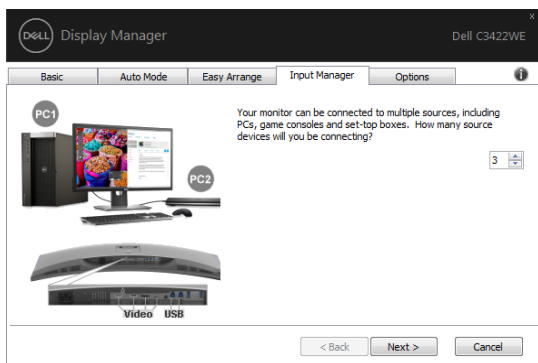 DELL Display Manager
Dell C3422WE
x
Basic
Auto Mode
Easy Arrange
Input Manager
Options
i
PC1
PC2
Video
USB
Your monitor can be connected to multiple sources, including
PCs, game consoles and set-top boxes. How many source
devices will you be connecting?
3
< Back
Next >
Cancel